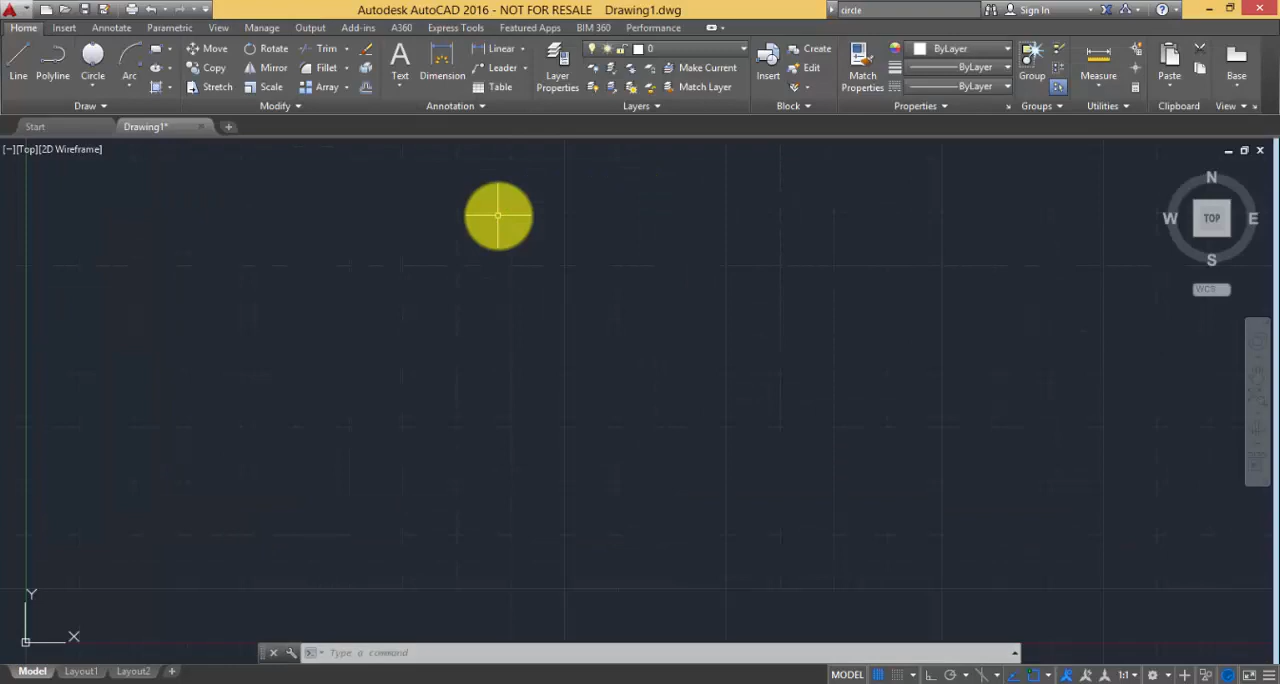 Autodesk AutoCAD 2016 - NOT FOR RESALE Drawing1.dwg
circle
Sign In
Home Insert Annotate Parametric View Manage Output Add-ins A360 Express Tools Featured Apps BIM 360 Performance
Line Polyline Circle Arc
Move Rotate Trim
Copy Mirror Fillet
Stretch Scale Array
Text Dimension
Linear
Leader
Table
Layer Properties
0
Make Current
Match Layer
Insert
Create
Edit
Match Properties
ByLayer
ByLayer
ByLayer
Group
Measure
Paste
Base
Draw Modify Annotation Layers Block Properties Groups Utilities Clipboard View
Start Drawing1*
[−][Top][2D Wireframe]
N
W TOP E
S
WCS
Y
X
Type a command
Model Layout1 Layout2
MODEL 1:1